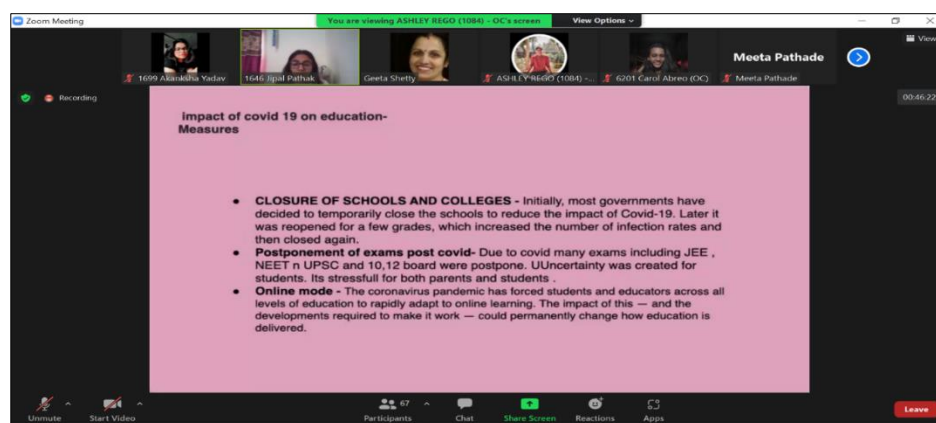 Zoom Meeting
You are viewing ASHLEY REGO (1084) - OC's screen
View Options
View
1699 Akanksha Yadav
1646 Jipal Pathak
Geeta Shetty
ASHLEY REGO (1084) -...
6201 Carol Abreo (OC)
Meeta Pathade
Meeta Pathade
Recording
00:46:22
Impact of covid 19 on education-
Measures
• CLOSURE OF SCHOOLS AND COLLEGES - Initially, most governments have
decided to temporarily close the schools to reduce the impact of Covid-19. Later it
was reopened for a few grades, which increased the number of infection rates and
then closed again.
• Postponement of exams post covid- Due to covid many exams including JEE ,
NEET n UPSC and 10,12 board were postpone. UUncertainty was created for
students. Its stressfull for both parents and students .
• Online mode - The coronavirus pandemic has forced students and educators across all
levels of education to rapidly adapt to online learning. The impact of this — and the
developments required to make it work — could permanently change how education is
delivered.
Unmute
Start Video
67
Participants
Chat
Share Screen
Reactions
Apps
Leave